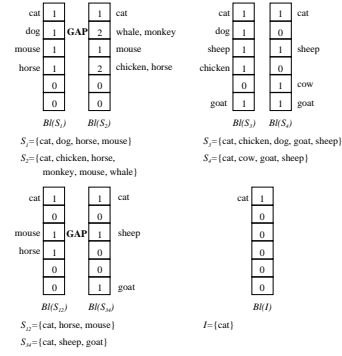 cat 1 1 cat
dog 1 GAP 2 whale, monkey
mouse 1 1 mouse
horse 1 2 chicken, horse
0 0
0 0
Bl(S₁) Bl(S₂)
S₁={cat, dog, horse, mouse}
S₂={cat, chicken, horse,
monkey, mouse, whale}
cat 1 1 cat
dog 1 0
sheep 1 1 sheep
chicken 1 0
0 1 cow
goat 1 1 goat
Bl(S₃) Bl(S₄)
S₃={cat, chicken, dog, goat, sheep}
S₄={cat, cow, goat, sheep}
cat 1 1 cat
0 0
mouse 1 GAP 1 sheep
horse 1 0
0 0
0 1 goat
Bl(S₁₂) Bl(S₃₄)
S₁₂={cat, horse, mouse}
S₃₄={cat, sheep, goat}
cat 1
0
0
0
0
0
Bl(I)
I={cat}